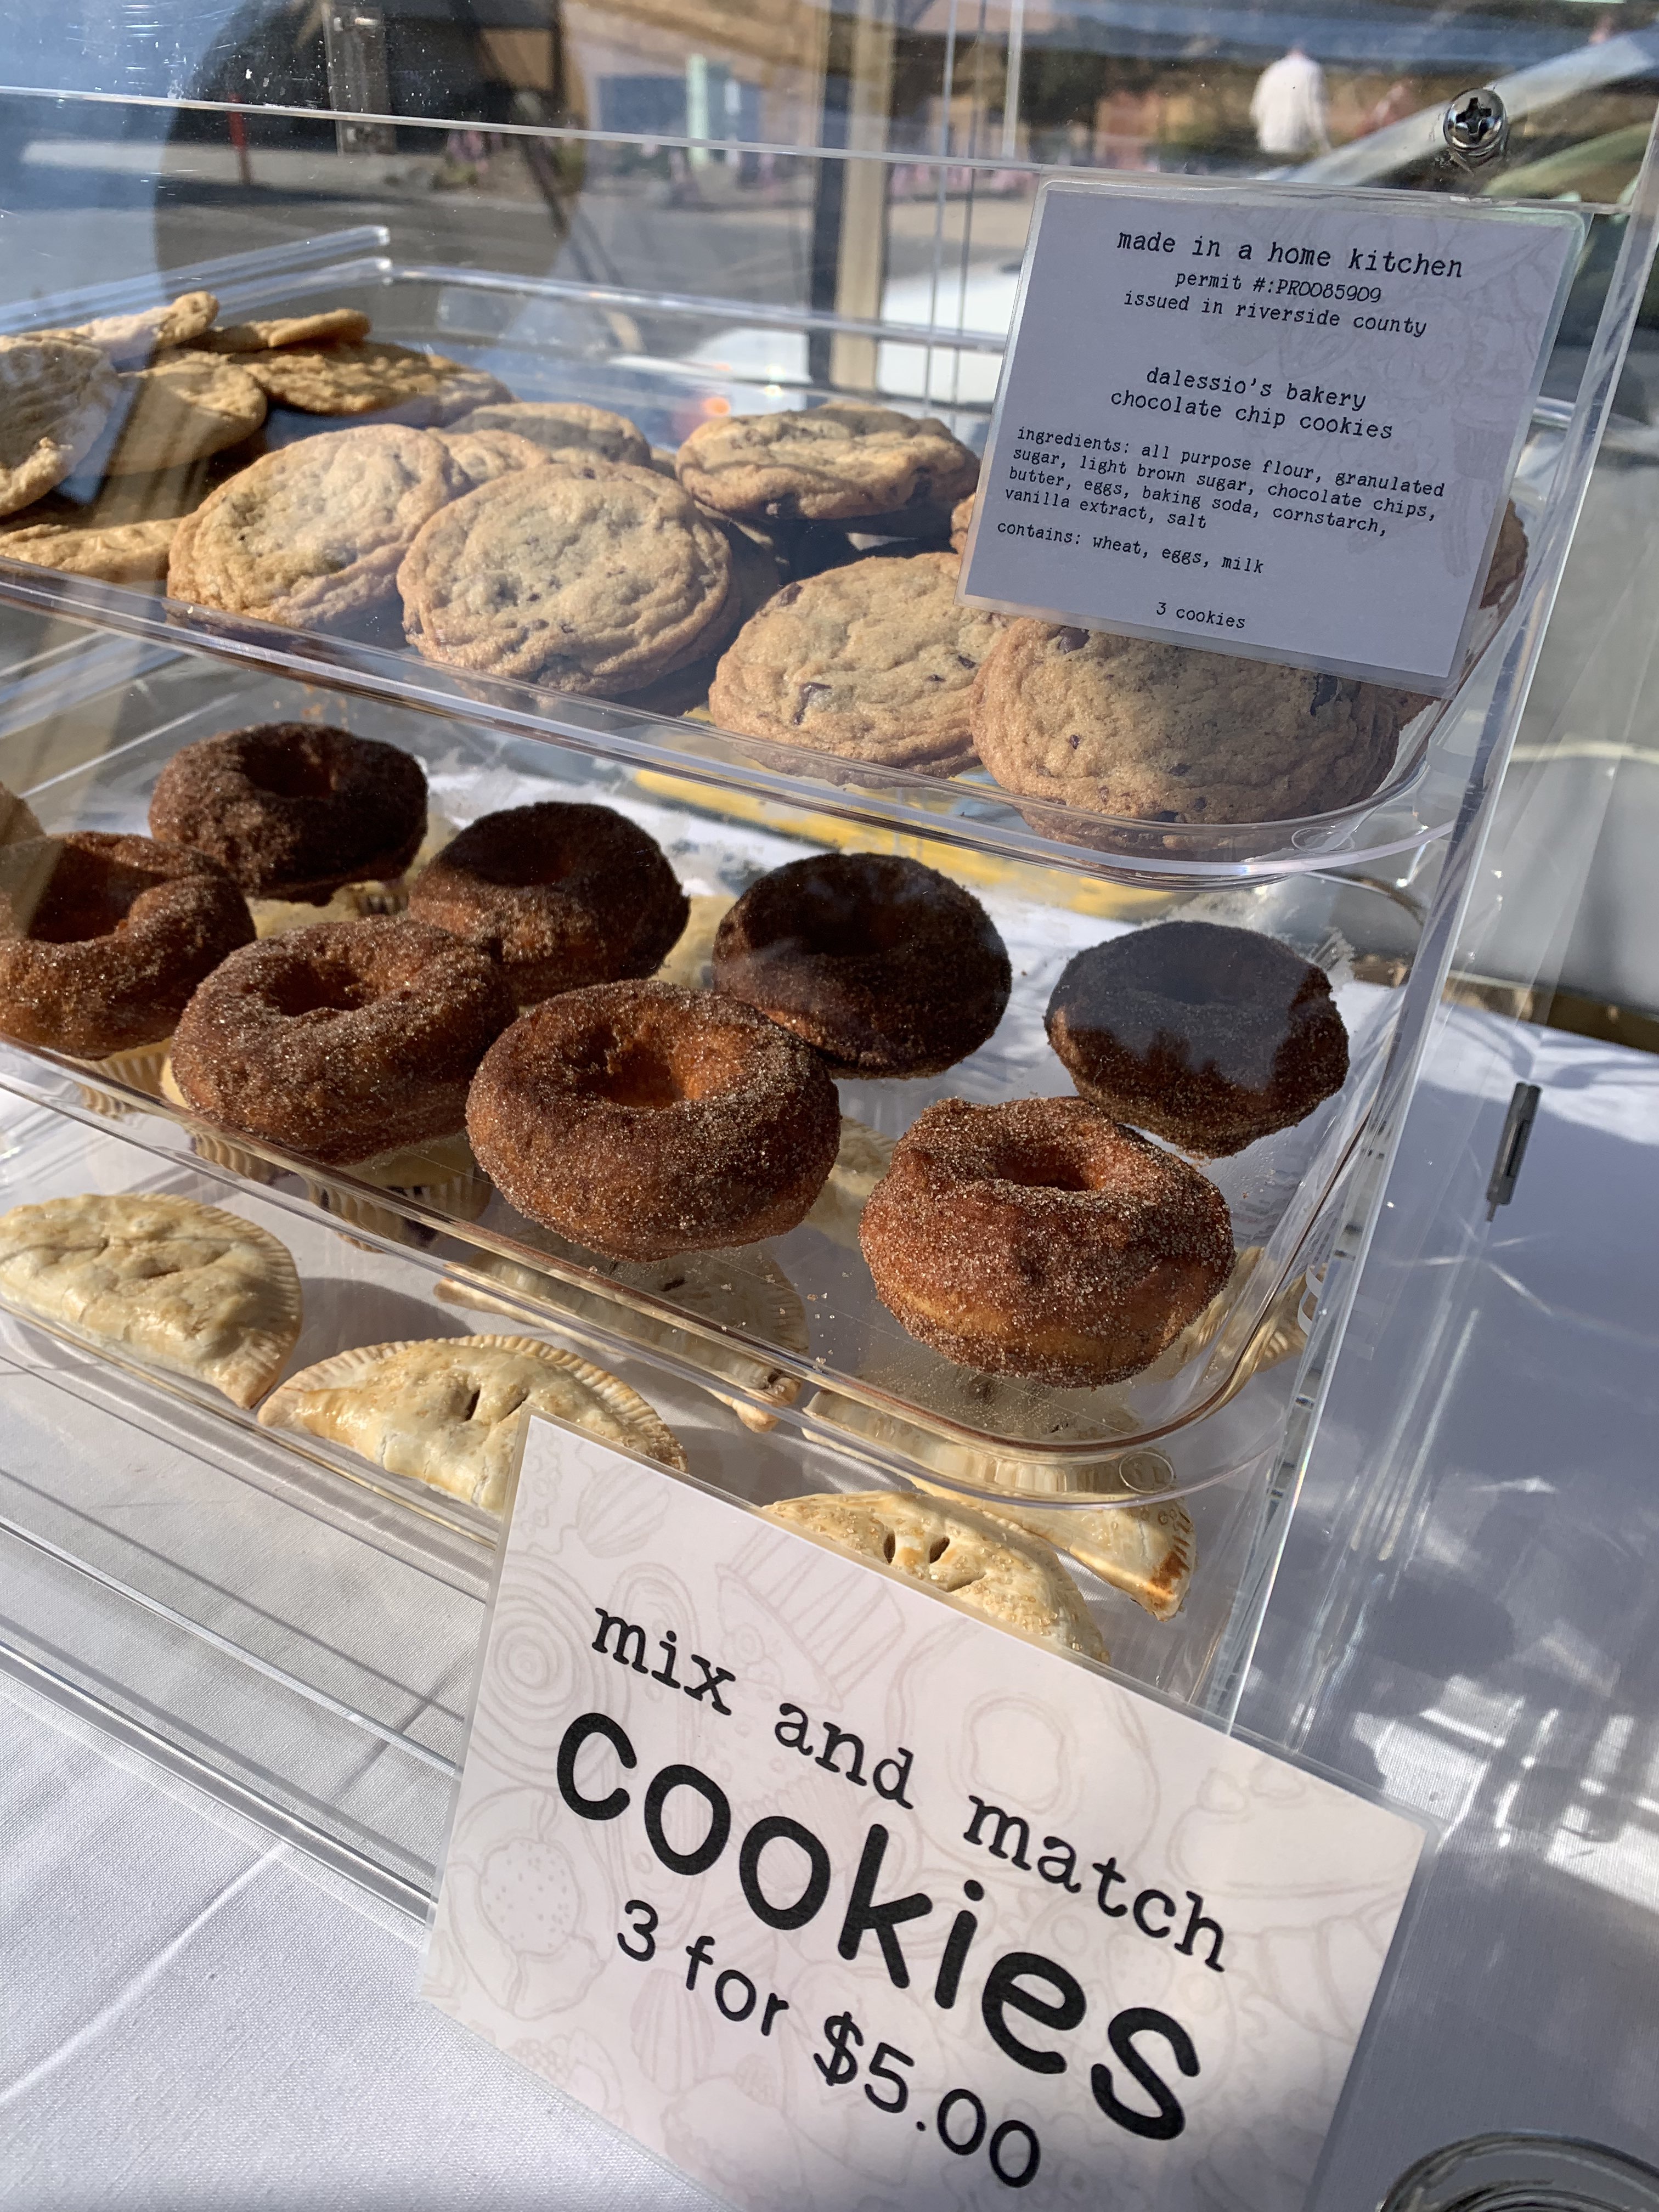 made in a home kitchen
permit #:PR0085909
issued in riverside county
dalessio's bakery
chocolate chip cookies
ingredients: all purpose flour, granulated
sugar, light brown sugar, chocolate chips,
butter, eggs, baking soda, cornstarch,
vanilla extract, salt
contains: wheat, eggs, milk
3 cookies
mix and match
cookies
3 for $5.00